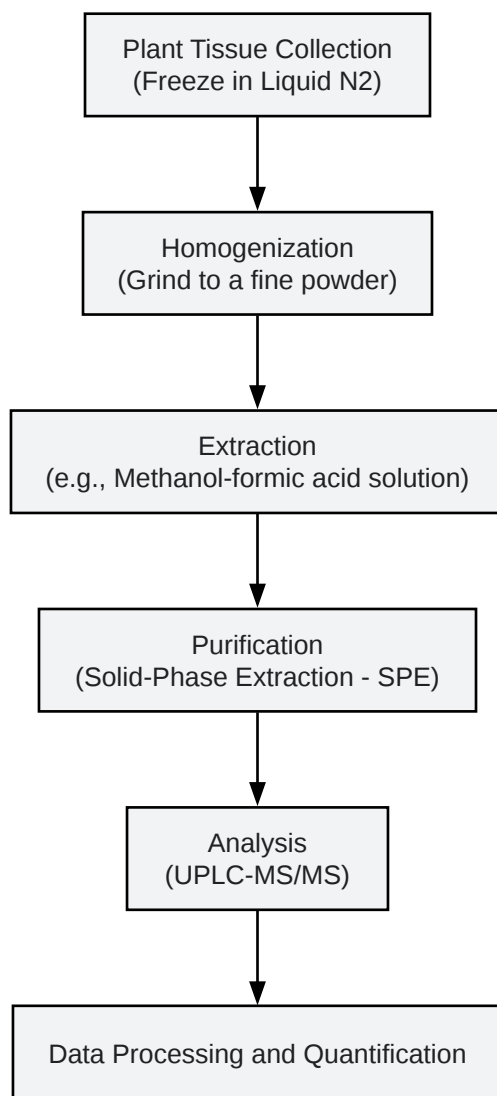 Plant Tissue Collection
(Freeze in Liquid N2)
Homogenization
(Grind to a fine powder)
Extraction
(e.g., Methanol-formic acid solution)
Purification
(Solid-Phase Extraction - SPE)
Analysis
(UPLC-MS/MS)
Data Processing and Quantification